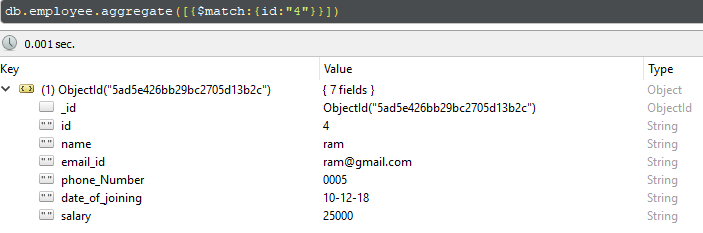 db.employee.aggregate([{$match:{id:"4"}}])
0.001 sec.
Key Value Type
(1) ObjectId("5ad5e426bb29bc2705d13b2c") { 7 fields } Object
_id ObjectId("5ad5e426bb29bc2705d13b2c") ObjectId
"" id 4 String
"" name ram String
"" email_id ram@gmail.com String
"" phone_Number 0005 String
"" date_of_joining 10-12-18 String
"" salary 25000 String